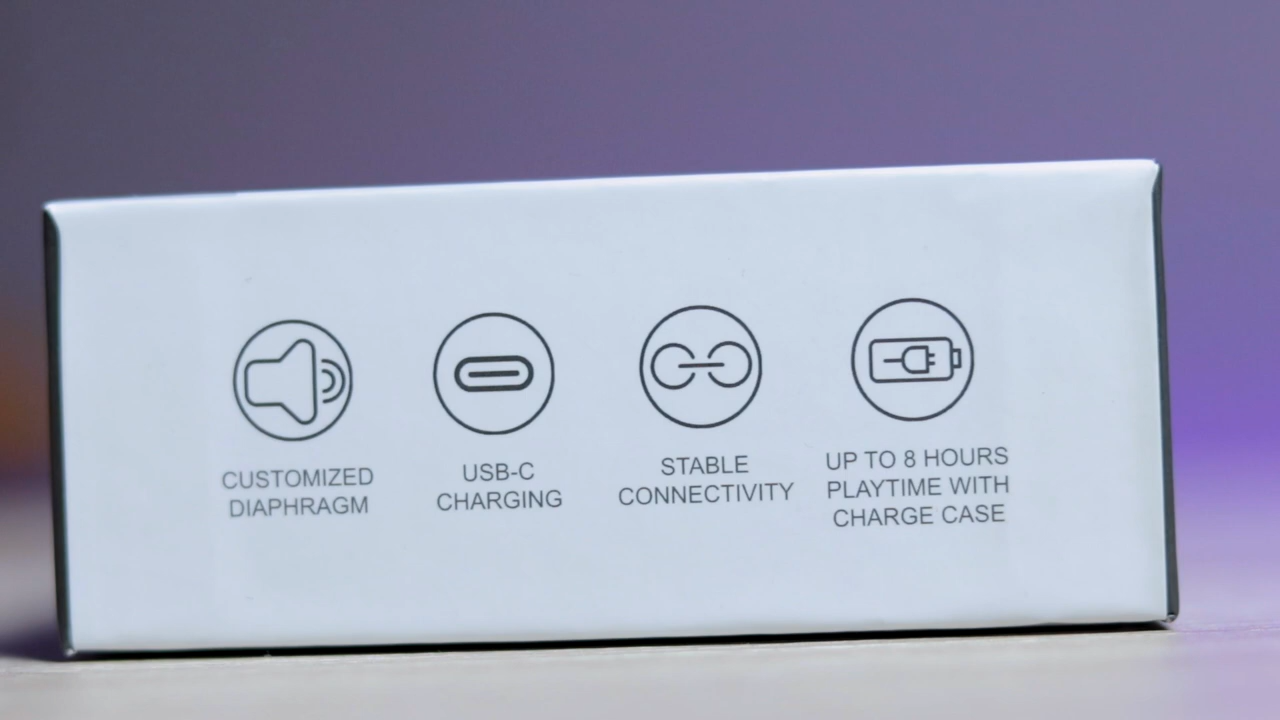 CUSTOMIZED
DIAPHRAGM
USB-C
CHARGING
STABLE
CONNECTIVITY
UP TO 8 HOURS
PLAYTIME WITH
CHARGE CASE